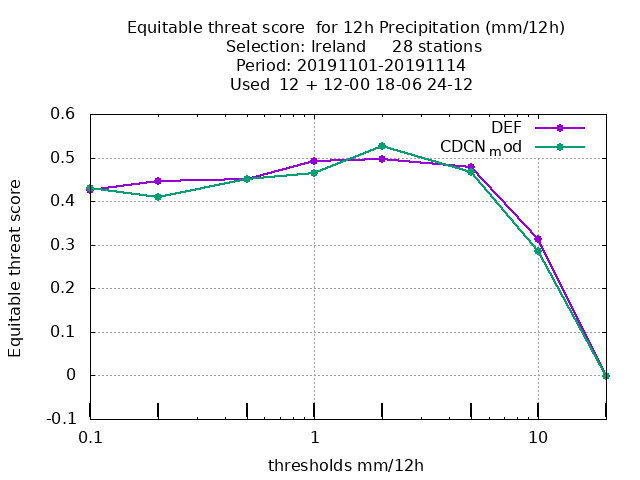 Equitable threat score  for 12h Precipitation (mm/12h)
Selection: Ireland     28 stations
Period: 20191101-20191114
Used  12 + 12-00 18-06 24-12
DEF
CDCNmod
0.6
0.5
0.4
0.3
0.2
0.1
0
-0.1
Equitable threat score
0.1
1
10
thresholds mm/12h